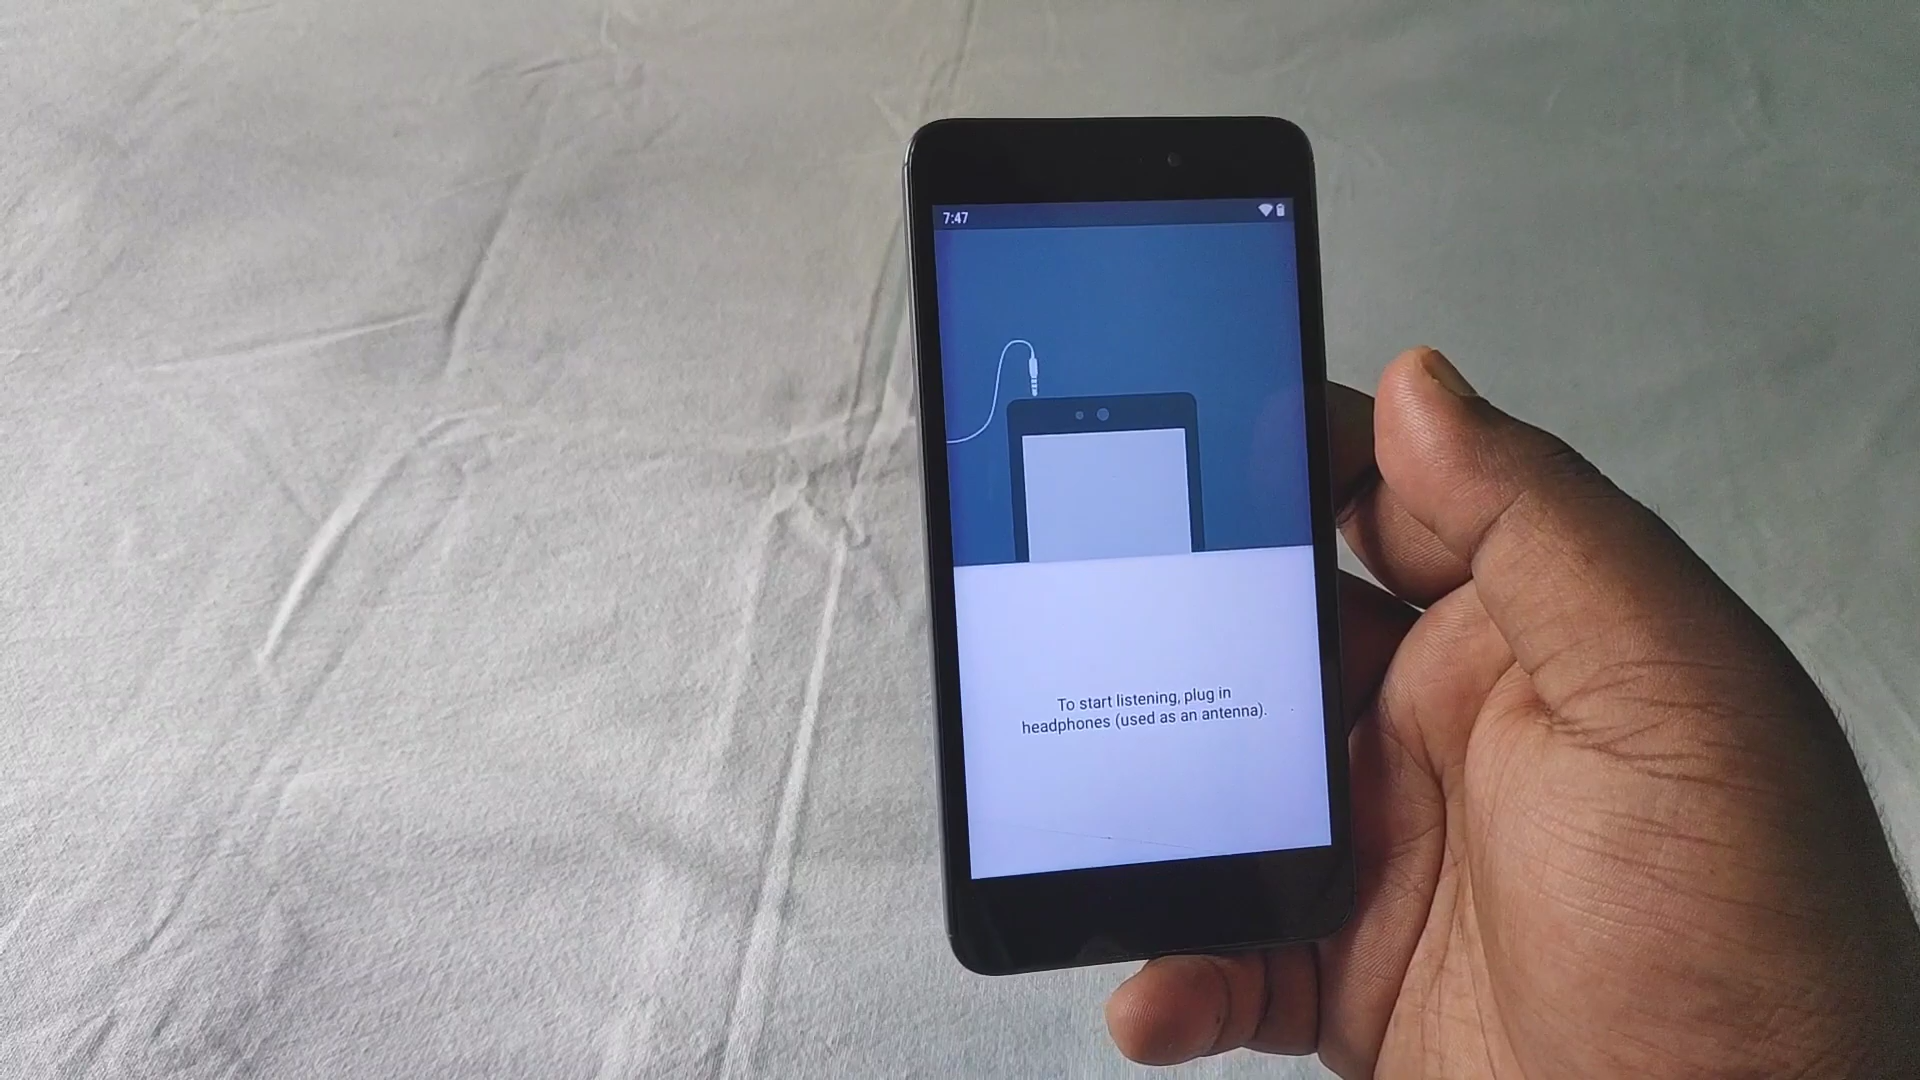 7:47
To start listening, plug in
headphones (used as an antenna).